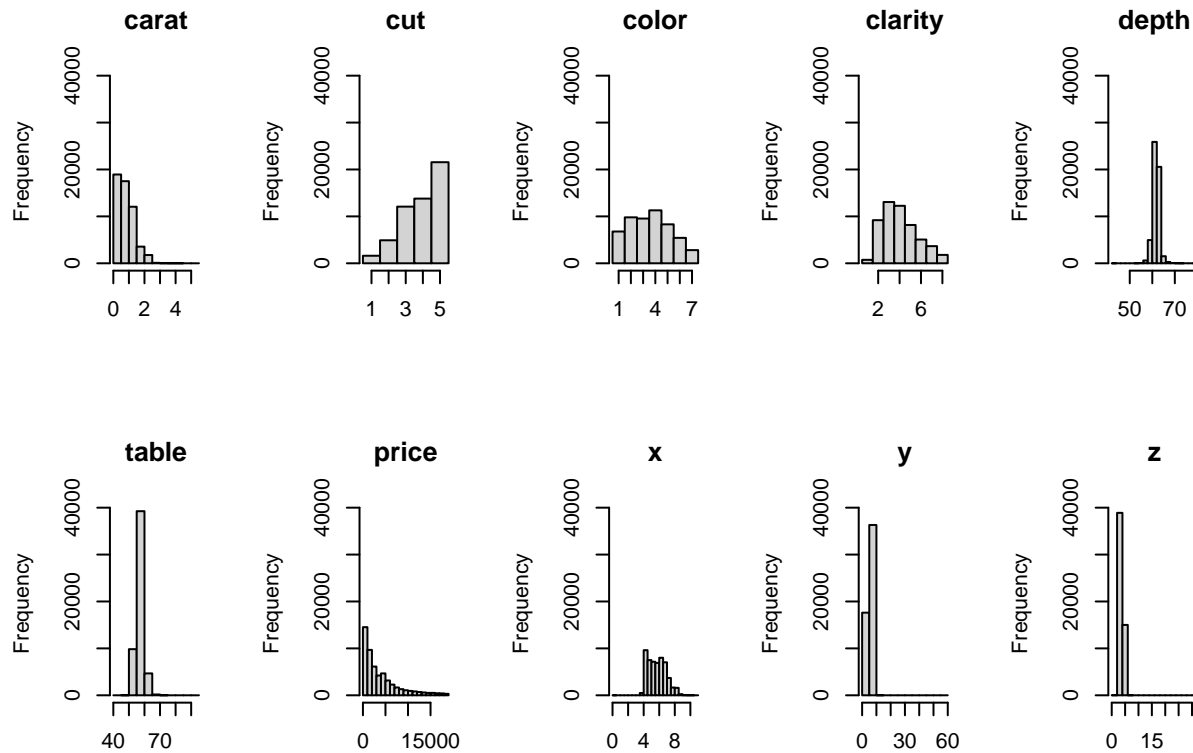 carat
cut
color
clarity
depth
Frequency
0 20000 40000
Frequency
0 20000 40000
Frequency
0 20000 40000
Frequency
0 20000 40000
Frequency
0 20000 40000
0 2 4
1 3 5
1 4 7
2 6
50 70
table
price
x
y
z
Frequency
0 20000 40000
Frequency
0 20000 40000
Frequency
0 20000 40000
Frequency
0 20000 40000
Frequency
0 20000 40000
40 70
0 15000
0 4 8
0 30 60
0 15